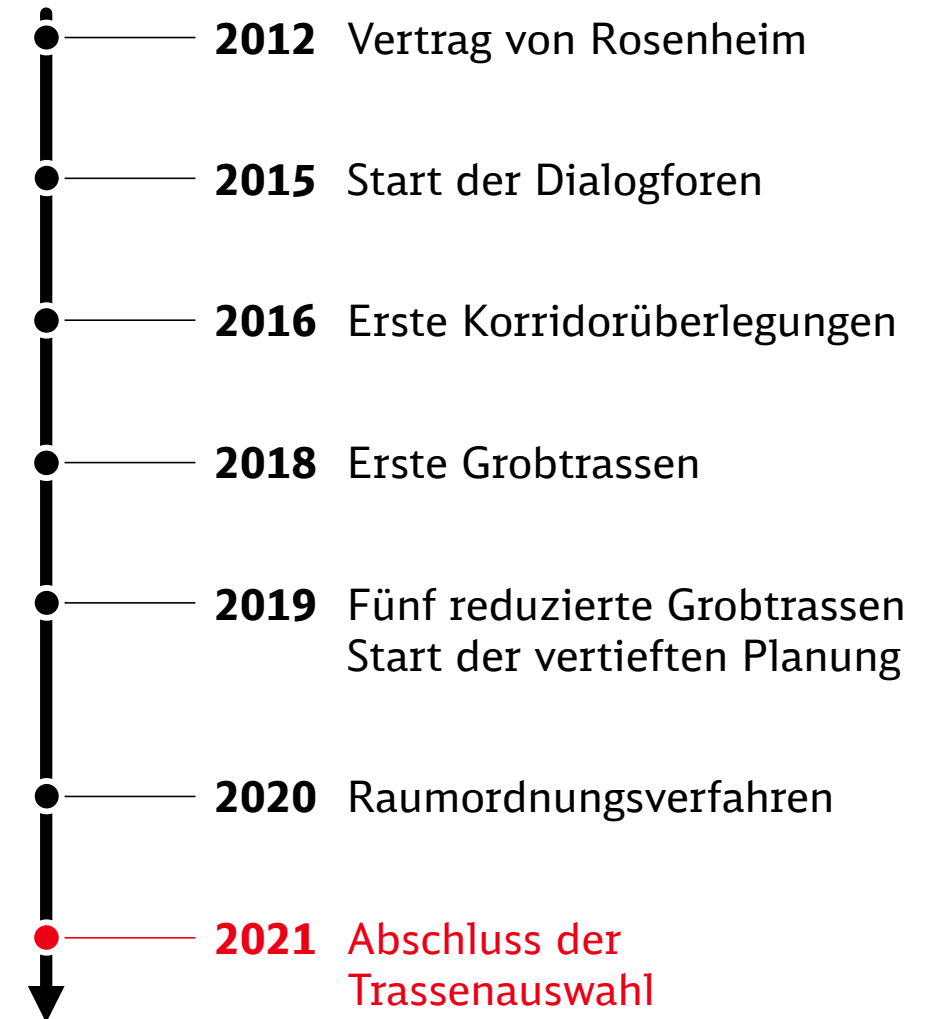 2012 Vertrag von Rosenheim
2015 Start der Dialogforen
2016 Erste Korridorüberlegungen
2018 Erste Grobtrassen
2019 Fünf reduzierte Grobtrassen
Start der vertieften Planung
2020 Raumordnungsverfahren
2021 Abschluss der
Trassenauswahl